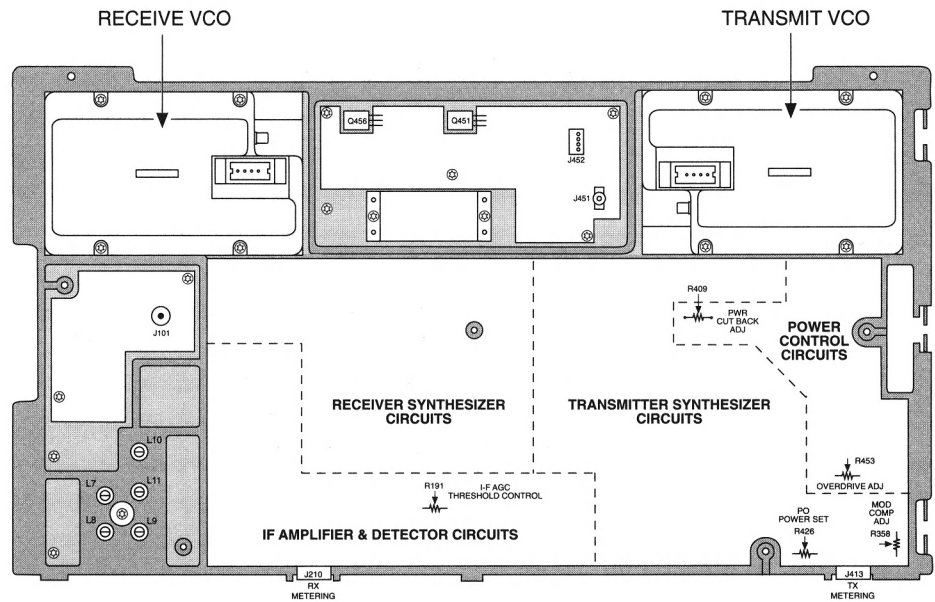 RECEIVE VCO
TRANSMIT VCO
Q456
Q451
J452
J451
J101
R409
PWR
CUT BACK
ADJ
POWER
CONTROL
CIRCUITS
RECEIVER SYNTHESIZER
CIRCUITS
TRANSMITTER SYNTHESIZER
CIRCUITS
L10
L7
L11
L8
L9
R191
I-F AGC
THRESHOLD CONTROL
R453
OVERDRIVE ADJ
PO
POWER SET
R426
MOD
COMP
ADJ
R358
IF AMPLIFIER & DETECTOR CIRCUITS
J210
RX
METERING
J413
TX
METERING